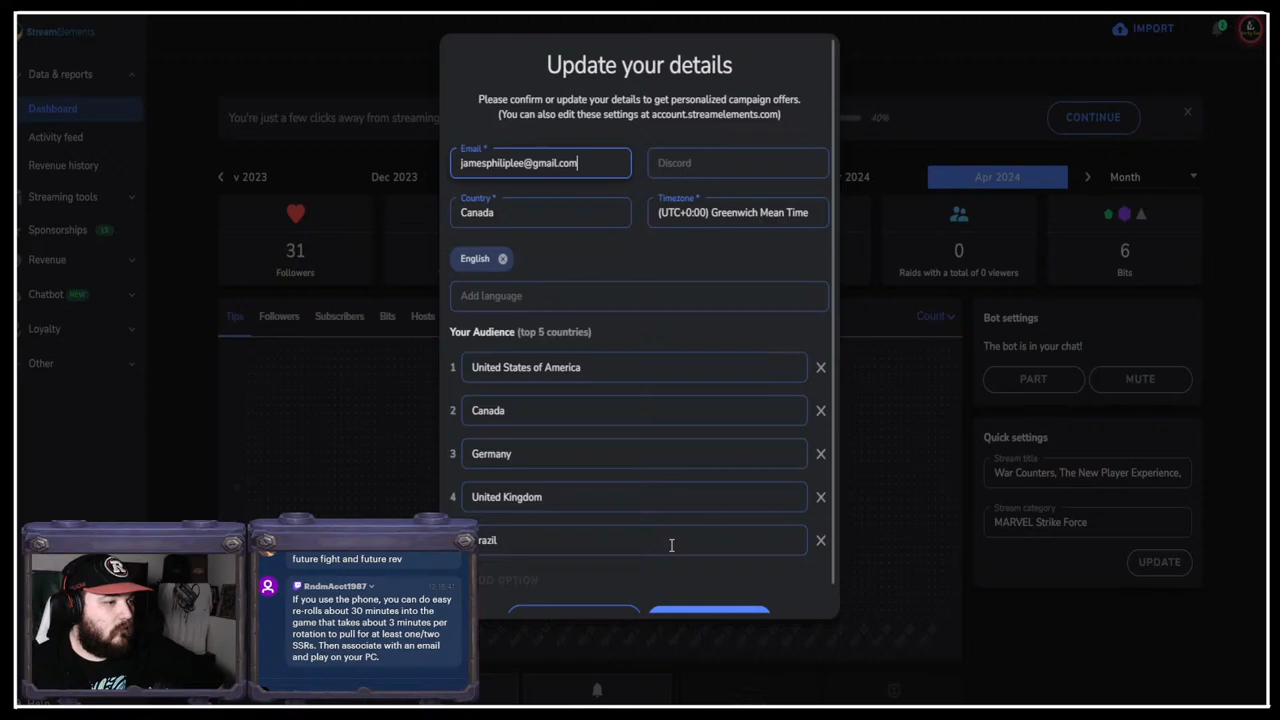 StreamElements
IMPORT
2
Data & reports
Dashboard
Activity feed
Revenue history
Streaming tools
Sponsorships
Revenue
Chatbot NEW
Loyalty
Other
You're just a few clicks away from streaming
40%
CONTINUE
v 2023
Dec 2023
2024
Apr 2024
Month
31
Followers
0
Raids with a total of 0 viewers
6
Bits
Tips
Followers
Subscribers
Bits
Hosts
Count
Bot settings
The bot is in your chat!
PART
MUTE
Quick settings
Stream title
War Counters, The New Player Experience,
Stream category
MARVEL Strike Force
UPDATE
Update your details
Please confirm or update your details to get personalized campaign offers.
(You can also edit these settings at account.streamelements.com)
Email *
jamesphiliplee@gmail.com
Discord
Country *
Canada
Timezone *
(UTC+0:00) Greenwich Mean Time
English
Add language
Your Audience (top 5 countries)
1 United States of America
2 Canada
3 Germany
4 United Kingdom
razil
DD OPTION
future fight and future rev
RndmAcct1987
If you use the phone, you can do easy
re-rolls about 30 minutes into the
game that takes about 3 minutes per
rotation to pull for at least one/two
SSRs. Then associate with an email
and play on your PC.